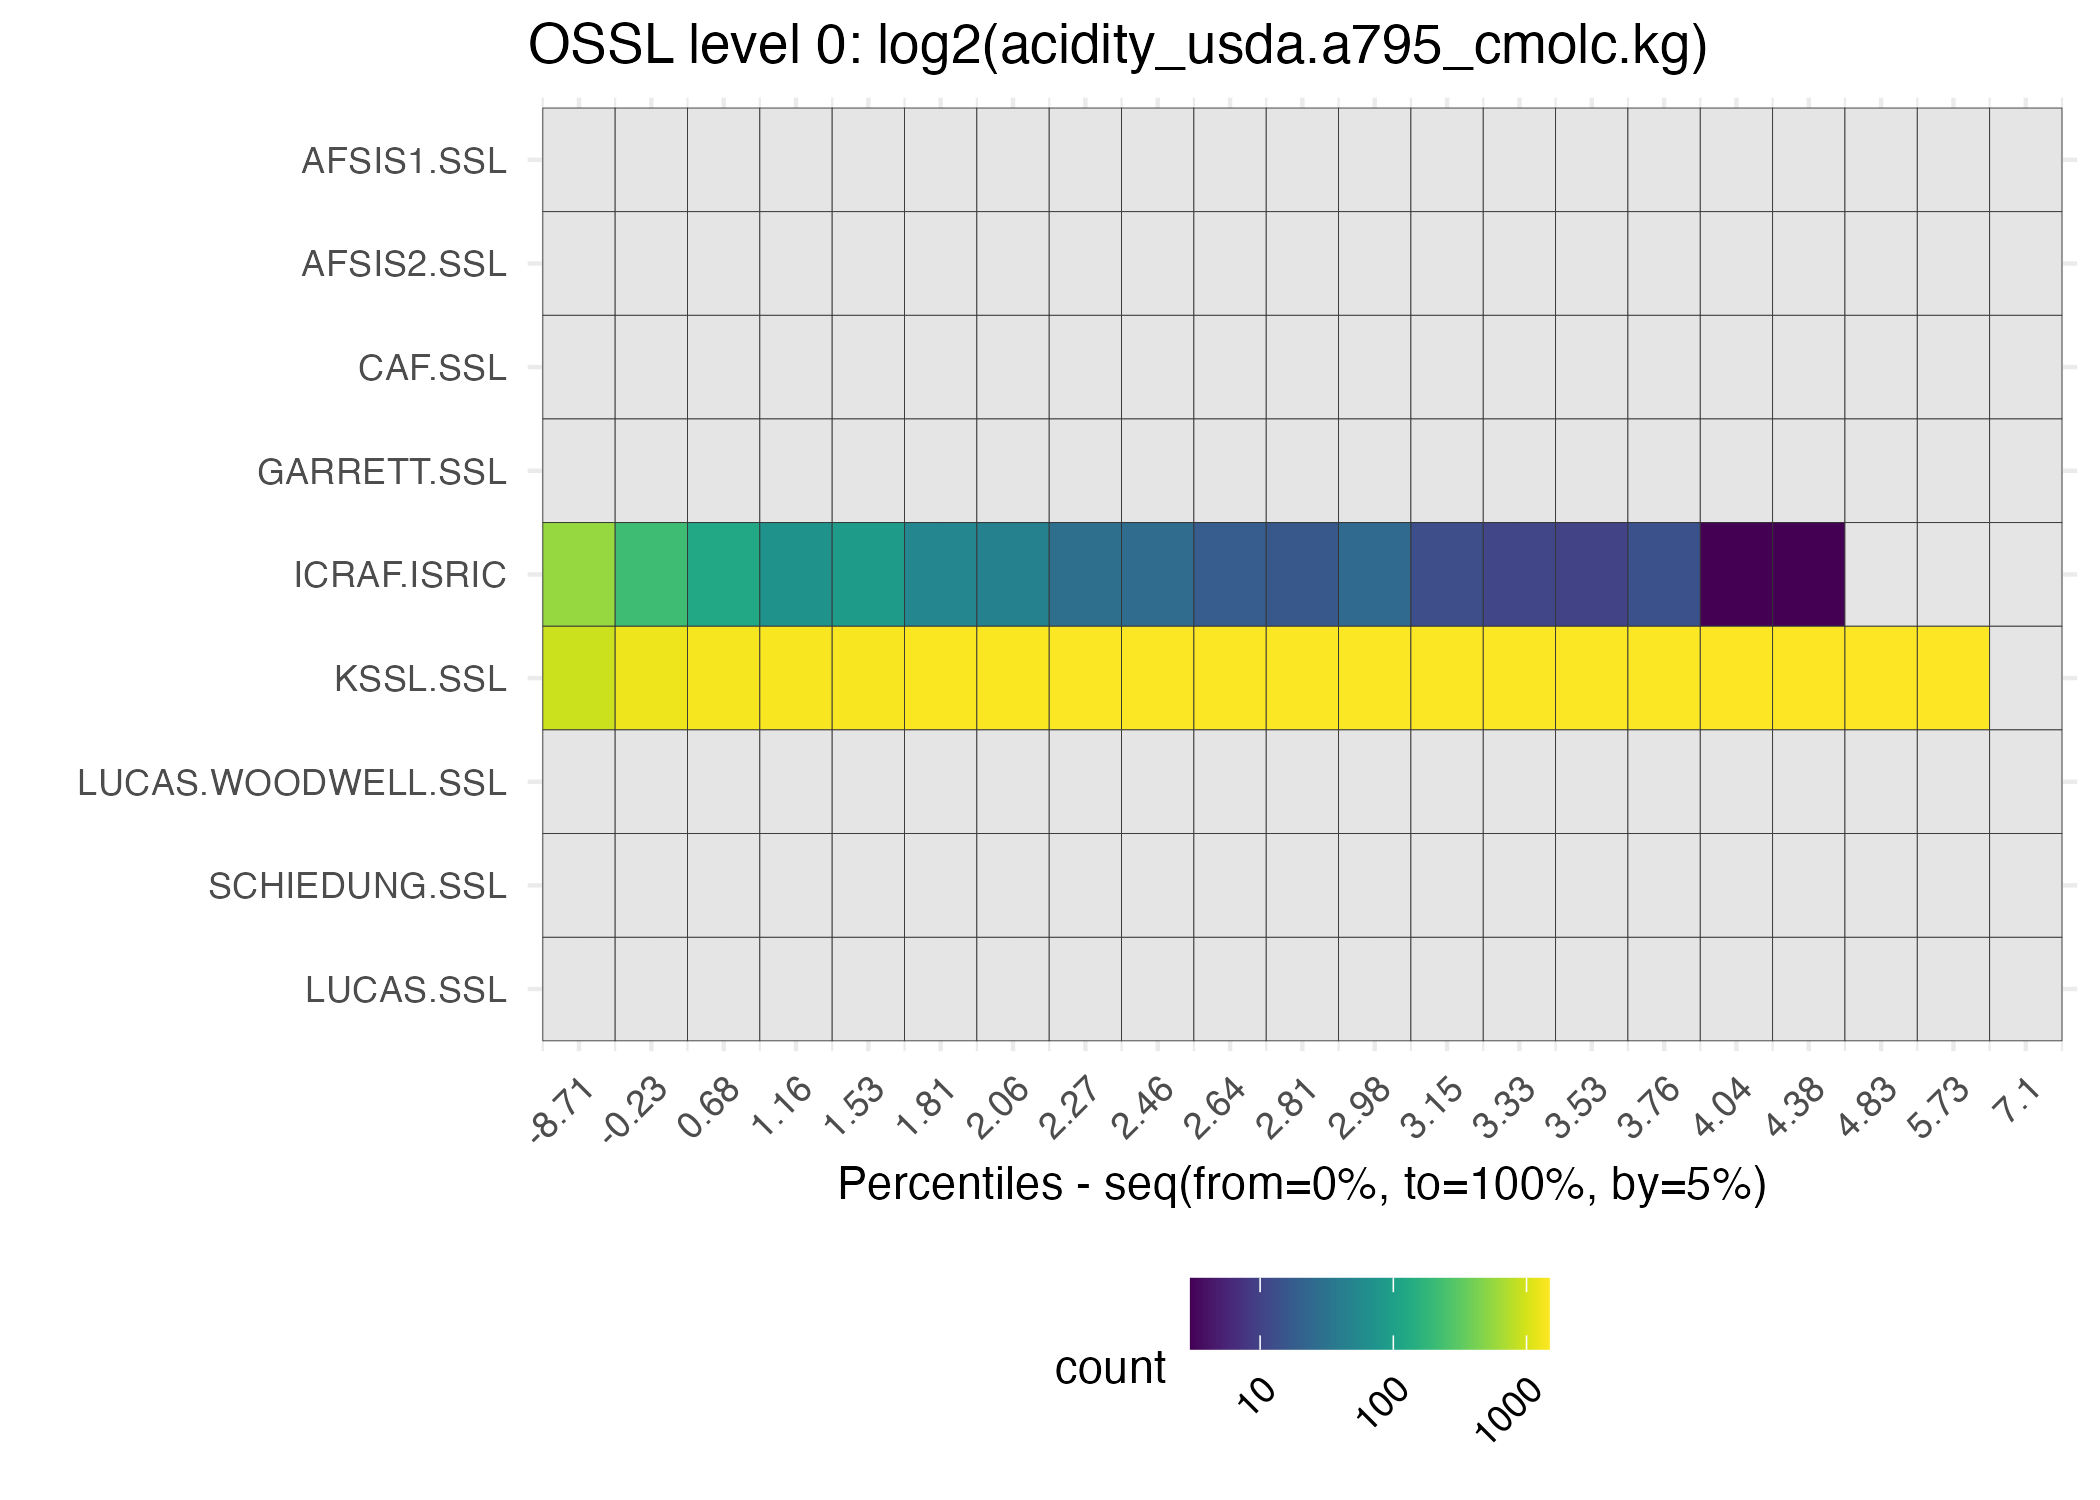 OSSL level 0: log2(acidity_usda.a795_cmolc.kg)
AFSIS1.SSL
AFSIS2.SSL
CAF.SSL
GARRETT.SSL
ICRAF.ISRIC
KSSL.SSL
LUCAS.WOODWELL.SSL
SCHIEDUNG.SSL
LUCAS.SSL
-8.71 -0.23 0.68 1.16 1.53 1.81 2.06 2.27 2.46 2.64 2.81 2.98 3.15 3.33 3.53 3.76 4.04 4.38 4.83 5.73 7.1
Percentiles - seq(from=0%, to=100%, by=5%)
count
10 100 1000